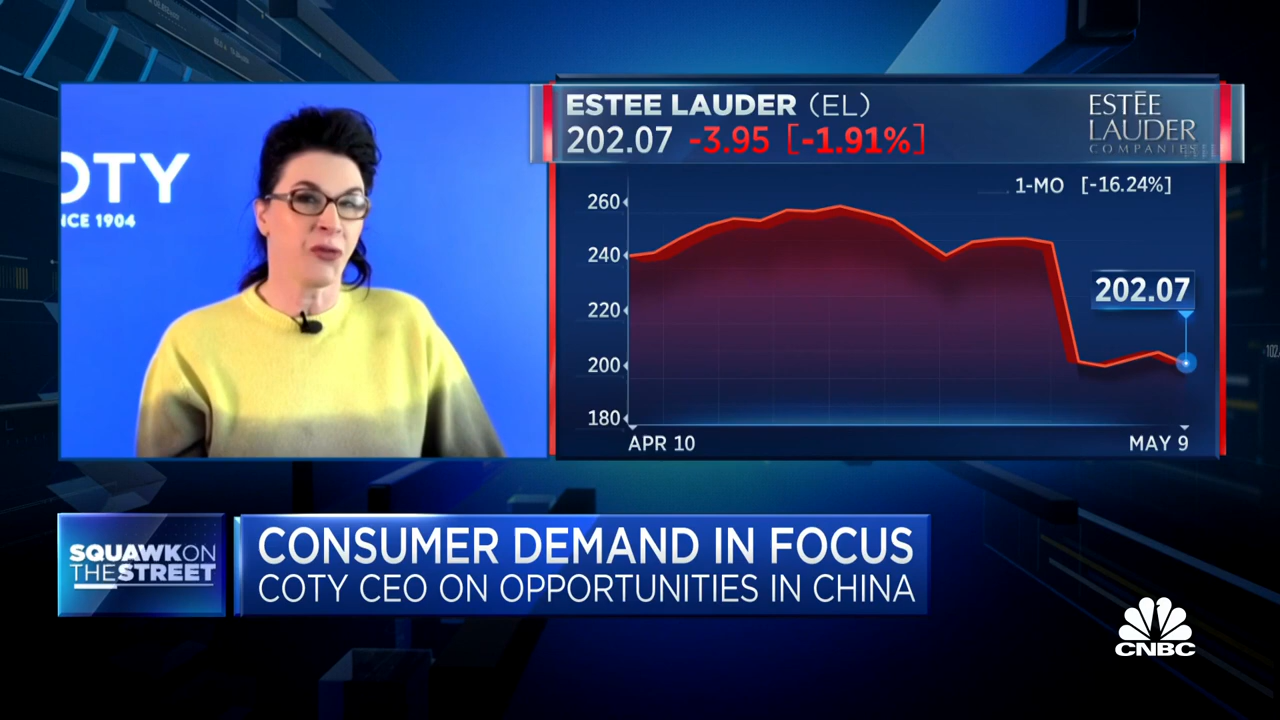 OTY
NCE 1904
ESTEE LAUDER (EL)
202.07 -3.95 [-1.91%]
ESTĒE
LAUDER
COMPANIES
1-MO [-16.24%]
260
240
220
200
180
202.07
APR 10
MAY 9
SQUAWK ON
THE STREET
CONSUMER DEMAND IN FOCUS
COTY CEO ON OPPORTUNITIES IN CHINA
CNBC